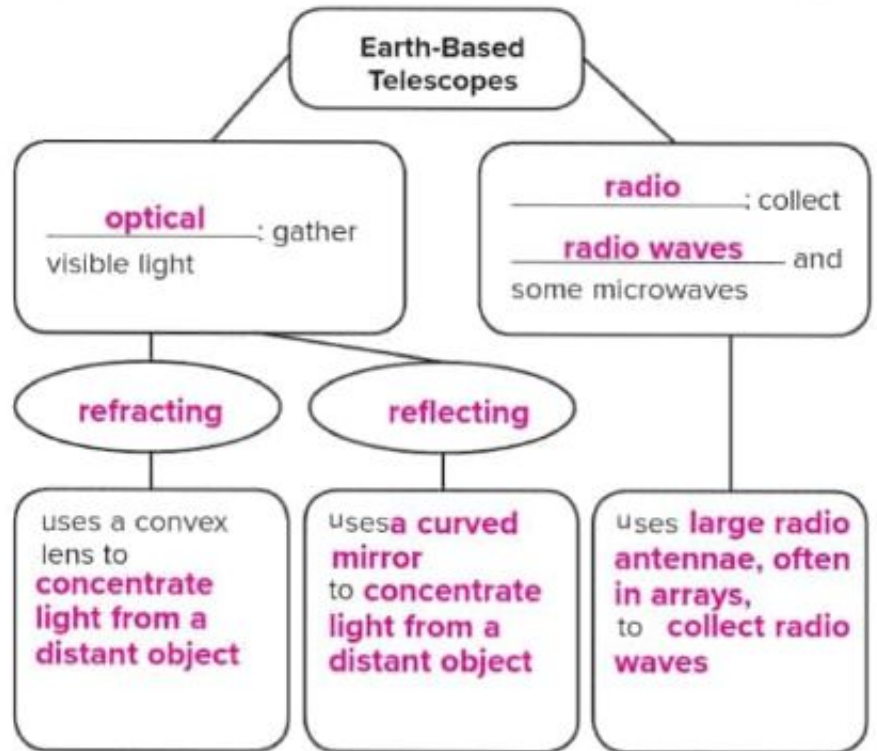 Earth-Based
Telescopes
optical : gather
visible light
radio : collect
radio waves and
some microwaves
refracting
reflecting
uses a convex
lens to
concentrate
light from a
distant object
usesa curved
mirror
to concentrate
light from a
distant object
uses large radio
antennae, often
in arrays,
to collect radio
waves